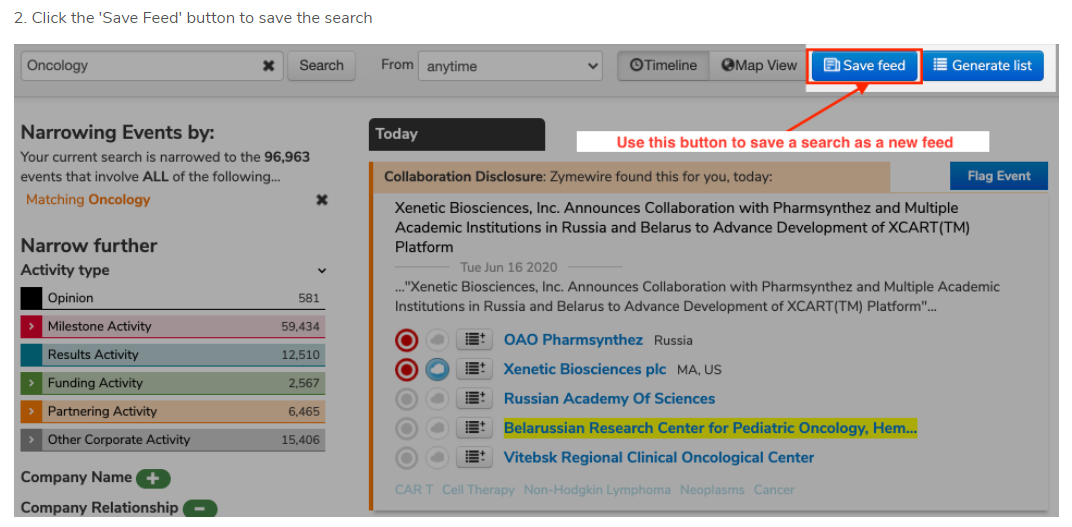 2. Click the 'Save Feed' button to save the search
Oncology
Search
From
anytime
Timeline
Map View
Save feed
Generate list
Use this button to save a search as a new feed
Narrowing Events by:
Your current search is narrowed to the 96,963
events that involve ALL of the following...
Matching Oncology
Narrow further
Activity type
Opinion 581
Milestone Activity 59,434
Results Activity 12,510
Funding Activity 2,567
Partnering Activity 6,465
Other Corporate Activity 15,406
Company Name
Company Relationship
Today
Collaboration Disclosure: Zymewire found this for you, today:
Flag Event
Xenetic Biosciences, Inc. Announces Collaboration with Pharmsynthez and Multiple
Academic Institutions in Russia and Belarus to Advance Development of XCART(TM)
Platform
Tue Jun 16 2020
..."Xenetic Biosciences, Inc. Announces Collaboration with Pharmsynthez and Multiple Academic
Institutions in Russia and Belarus to Advance Development of XCART(TM) Platform"...
OAO Pharmsynthez Russia
Xenetic Biosciences plc MA, US
Russian Academy Of Sciences
Belarussian Research Center for Pediatric Oncology, Hem...
Vitebsk Regional Clinical Oncological Center
CAR T Cell Therapy Non-Hodgkin Lymphoma Neoplasms Cancer